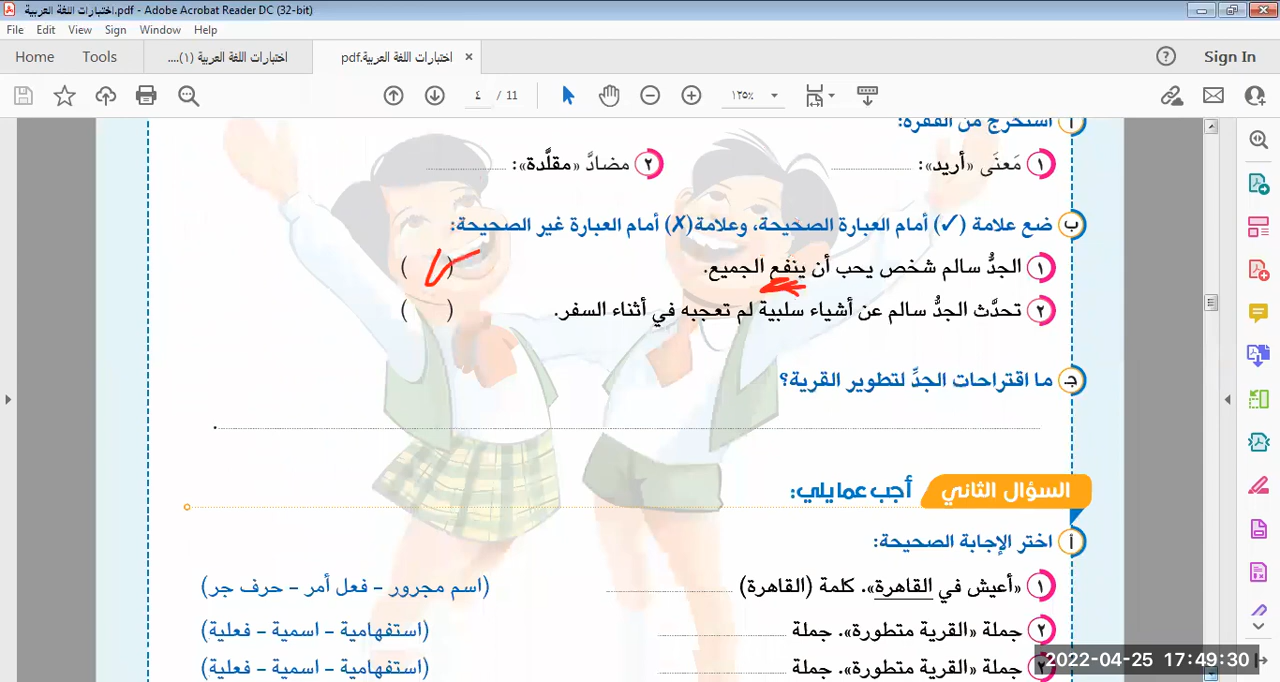 اختبارات اللغة العربية.pdf - Adobe Acrobat Reader DC (32-bit)
File Edit View Sign Window Help
Home Tools اختبارات اللغة العربية (١).... اختبارات اللغة العربية.pdf × Sign In
٤ / 11 ١٢٥%
أ استخرج من الفقرة:
١ مَعنَى «أريد»: ............ ٢ مضادَّ «مقلَّدة»: ............
ب ضع علامة (✓) أمام العبارة الصحيحة، وعلامة (✗) أمام العبارة غير الصحيحة:
١ الجدُّ سالم شخص يحب أن ينفع الجميع. (✓)
٢ تحدَّث الجدُّ سالم عن أشياء سلبية لم تعجبه في أثناء السفر. ( )
جـ ما اقتراحات الجدِّ لتطوير القرية؟
السؤال الثاني أجب عما يلي:
أ اختر الإجابة الصحيحة:
١ «أعيش في القاهرة». كلمة (القاهرة) ............ (اسم مجرور – فعل أمر – حرف جر)
٢ جملة «القرية متطورة». جملة ............ (استفهامية – اسمية – فعلية)
٢ جملة «القرية متطورة». جملة ............ (استفهامية – اسمية – فعلية)
2022-04-25 17:49:30